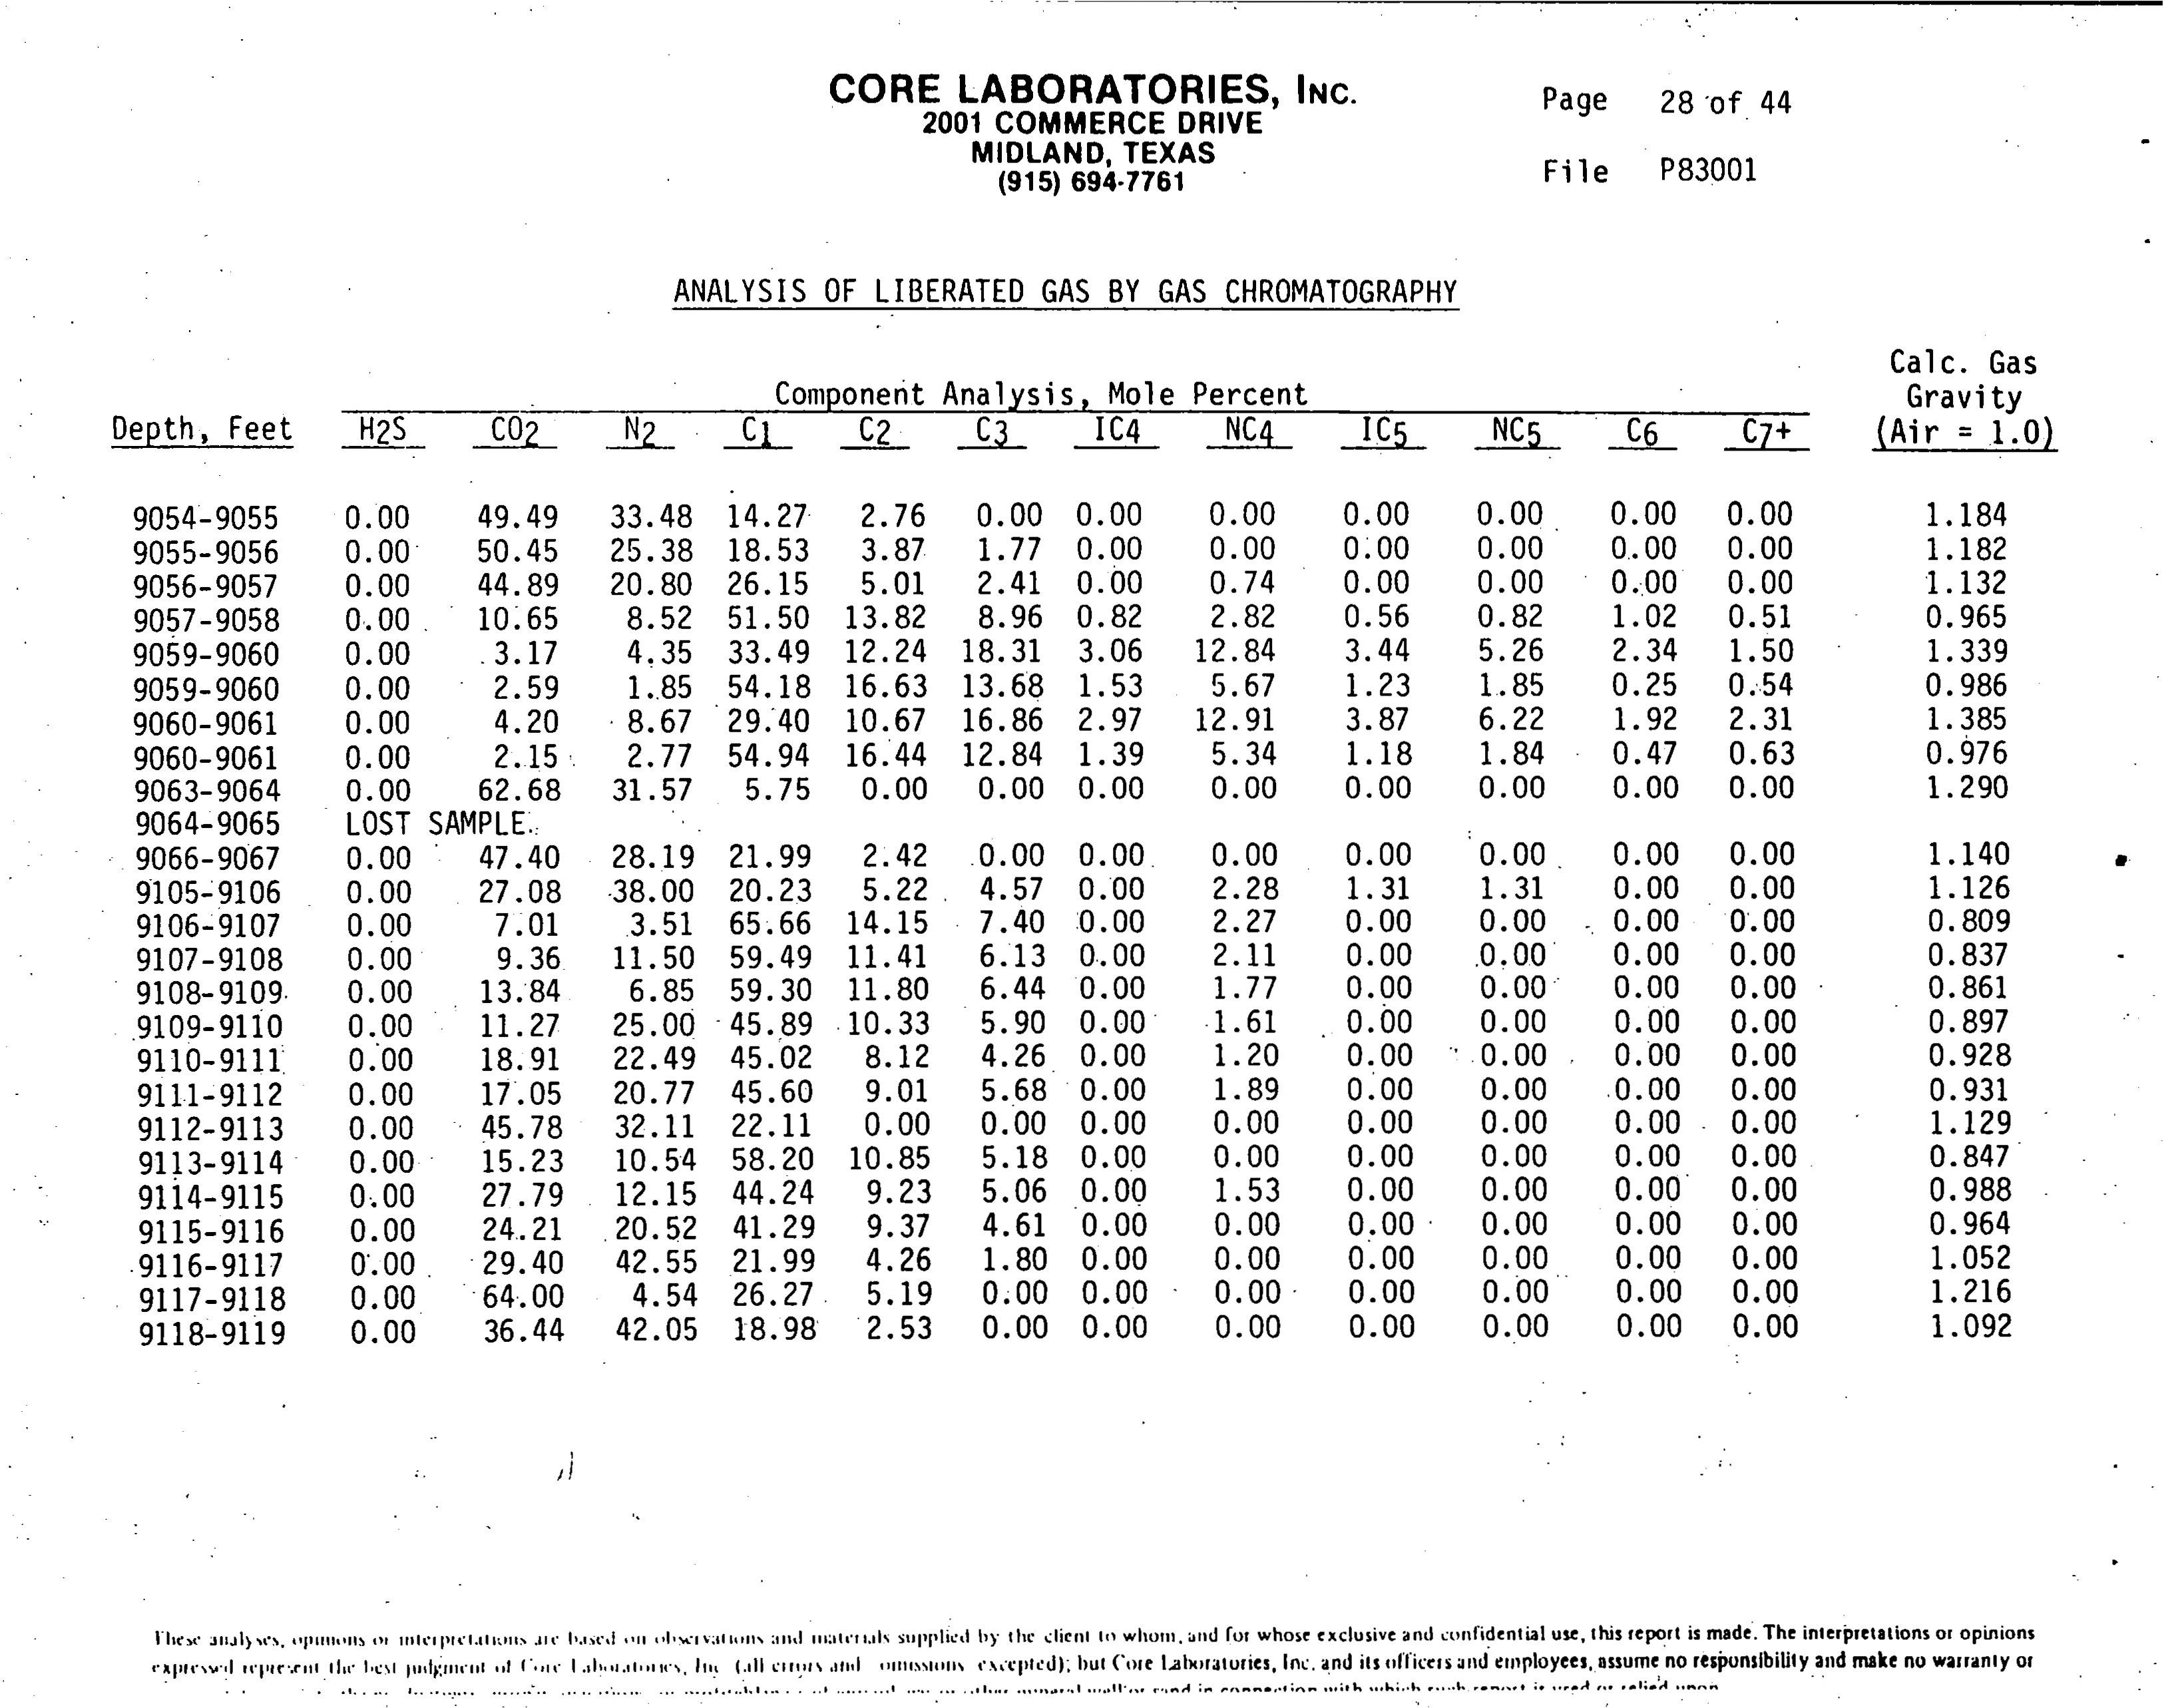 CORE LABORATORIES, INC.
2001 COMMERCE DRIVE
MIDLAND, TEXAS
(915) 694-7761
Page 28 of 44
File P83001
ANALYSIS OF LIBERATED GAS BY GAS CHROMATOGRAPHY
Component Analysis, Mole Percent
Calc. Gas
Gravity
Depth, Feet H2S CO2 N2 C1 C2 C3 IC4 NC4 IC5 NC5 C6 C7+ (Air = 1.0)
9054-9055 0.00 49.49 33.48 14.27 2.76 0.00 0.00 0.00 0.00 0.00 0.00 0.00 1.184
9055-9056 0.00 50.45 25.38 18.53 3.87 1.77 0.00 0.00 0.00 0.00 0.00 0.00 1.182
9056-9057 0.00 44.89 20.80 26.15 5.01 2.41 0.00 0.74 0.00 0.00 0.00 0.00 1.132
9057-9058 0.00 10.65 8.52 51.50 13.82 8.96 0.82 2.82 0.56 0.82 1.02 0.51 0.965
9059-9060 0.00 3.17 4.35 33.49 12.24 18.31 3.06 12.84 3.44 5.26 2.34 1.50 1.339
9059-9060 0.00 2.59 1.85 54.18 16.63 13.68 1.53 5.67 1.23 1.85 0.25 0.54 0.986
9060-9061 0.00 4.20 8.67 29.40 10.67 16.86 2.97 12.91 3.87 6.22 1.92 2.31 1.385
9060-9061 0.00 2.15 2.77 54.94 16.44 12.84 1.39 5.34 1.18 1.84 0.47 0.63 0.976
9063-9064 0.00 62.68 31.57 5.75 0.00 0.00 0.00 0.00 0.00 0.00 0.00 0.00 1.290
9064-9065 LOST SAMPLE.
9066-9067 0.00 47.40 28.19 21.99 2.42 0.00 0.00 0.00 0.00 0.00 0.00 0.00 1.140
9105-9106 0.00 27.08 38.00 20.23 5.22 4.57 0.00 2.28 1.31 1.31 0.00 0.00 1.126
9106-9107 0.00 7.01 3.51 65.66 14.15 7.40 0.00 2.27 0.00 0.00 0.00 0.00 0.809
9107-9108 0.00 9.36 11.50 59.49 11.41 6.13 0.00 2.11 0.00 0.00 0.00 0.00 0.837
9108-9109 0.00 13.84 6.85 59.30 11.80 6.44 0.00 1.77 0.00 0.00 0.00 0.00 0.861
9109-9110 0.00 11.27 25.00 45.89 10.33 5.90 0.00 1.61 0.00 0.00 0.00 0.00 0.897
9110-9111 0.00 18.91 22.49 45.02 8.12 4.26 0.00 1.20 0.00 0.00 0.00 0.00 0.928
9111-9112 0.00 17.05 20.77 45.60 9.01 5.68 0.00 1.89 0.00 0.00 0.00 0.00 0.931
9112-9113 0.00 45.78 32.11 22.11 0.00 0.00 0.00 0.00 0.00 0.00 0.00 0.00 1.129
9113-9114 0.00 15.23 10.54 58.20 10.85 5.18 0.00 0.00 0.00 0.00 0.00 0.00 0.847
9114-9115 0.00 27.79 12.15 44.24 9.23 5.06 0.00 1.53 0.00 0.00 0.00 0.00 0.988
9115-9116 0.00 24.21 20.52 41.29 9.37 4.61 0.00 0.00 0.00 0.00 0.00 0.00 0.964
9116-9117 0.00 29.40 42.55 21.99 4.26 1.80 0.00 0.00 0.00 0.00 0.00 0.00 1.052
9117-9118 0.00 64.00 4.54 26.27 5.19 0.00 0.00 0.00 0.00 0.00 0.00 0.00 1.216
9118-9119 0.00 36.44 42.05 18.98 2.53 0.00 0.00 0.00 0.00 0.00 0.00 0.00 1.092
These analyses, opinions or interpretations are based on observations and materials supplied by the client to whom, and for whose exclusive and confidential use, this report is made. The interpretations or opinions
expressed represent the best judgment of Core Laboratories, Inc. (all errors and omissions excepted); but Core Laboratories, Inc. and its officers and employees, assume no responsibility and make no warranty or
in connection with which such report is used or relied upon